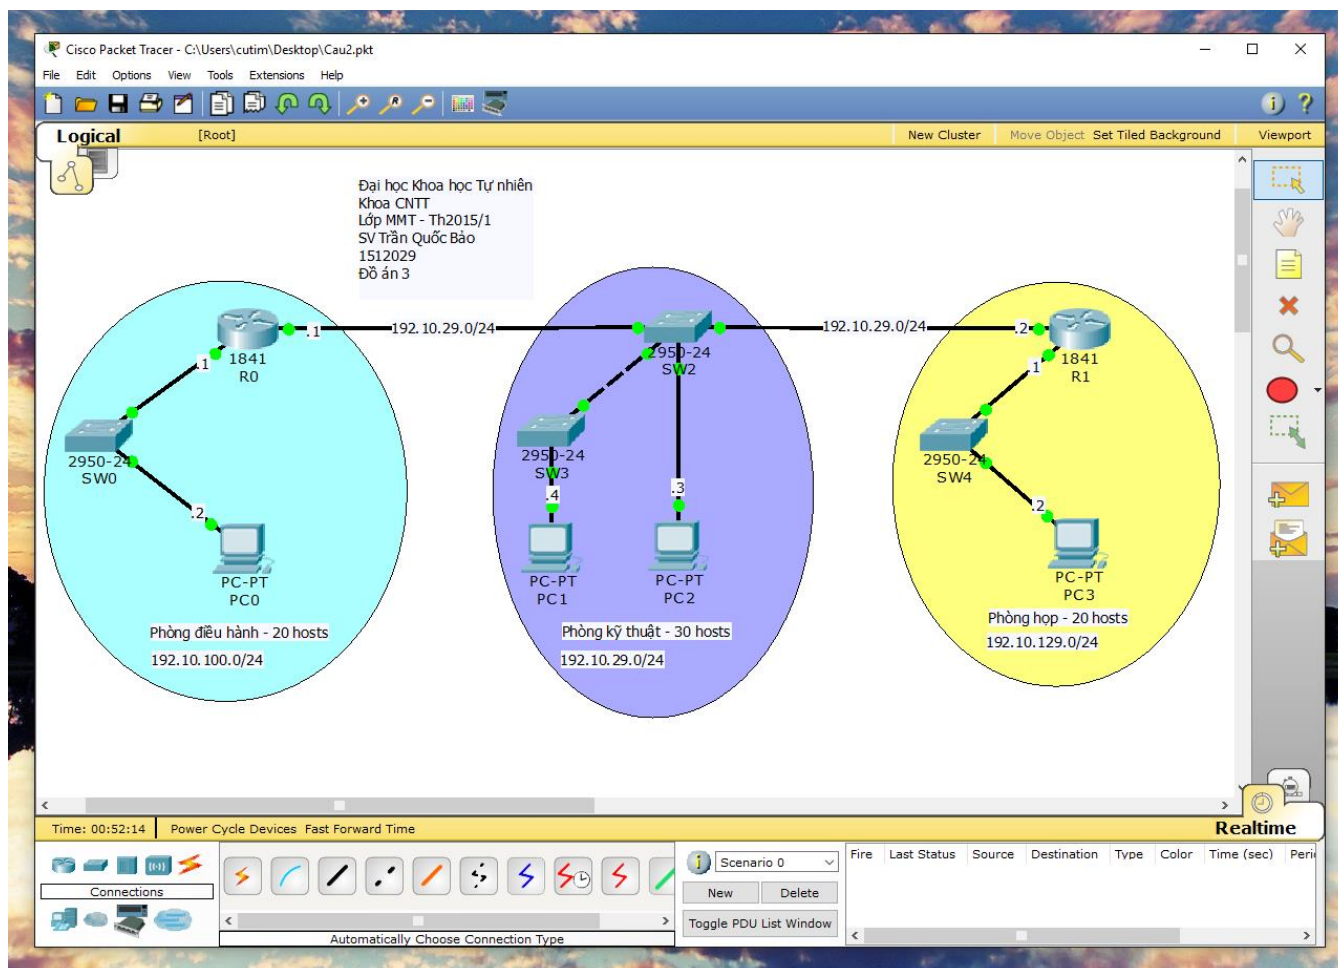 Cisco Packet Tracer - C:\Users\cutim\Desktop\Cau2.pkt
File Edit Options View Tools Extensions Help
Logical [Root] New Cluster Move Object Set Tiled Background Viewport
Đại học Khoa học Tự nhiên
Khoa CNTT
Lớp MMT - Th2015/1
SV Trần Quốc Bảo
1512029
Đồ án 3
.1 192.10.29.0/24 192.10.29.0/24 .2
1841
R0
.1
2950-24
SW2
1841
R1
.1
2950-24
SW0
2950-24
SW3
2950-24
SW4
.2
.4
.3
.2
PC-PT
PC0
PC-PT
PC1
PC-PT
PC2
PC-PT
PC3
Phòng điều hành - 20 hosts
192.10.100.0/24
Phòng kỹ thuật - 30 hosts
192.10.29.0/24
Phòng họp - 20 hosts
192.10.129.0/24
Time: 00:52:14 Power Cycle Devices Fast Forward Time Realtime
Connections
Automatically Choose Connection Type
Scenario 0
New Delete
Toggle PDU List Window
Fire Last Status Source Destination Type Color Time (sec) Peri